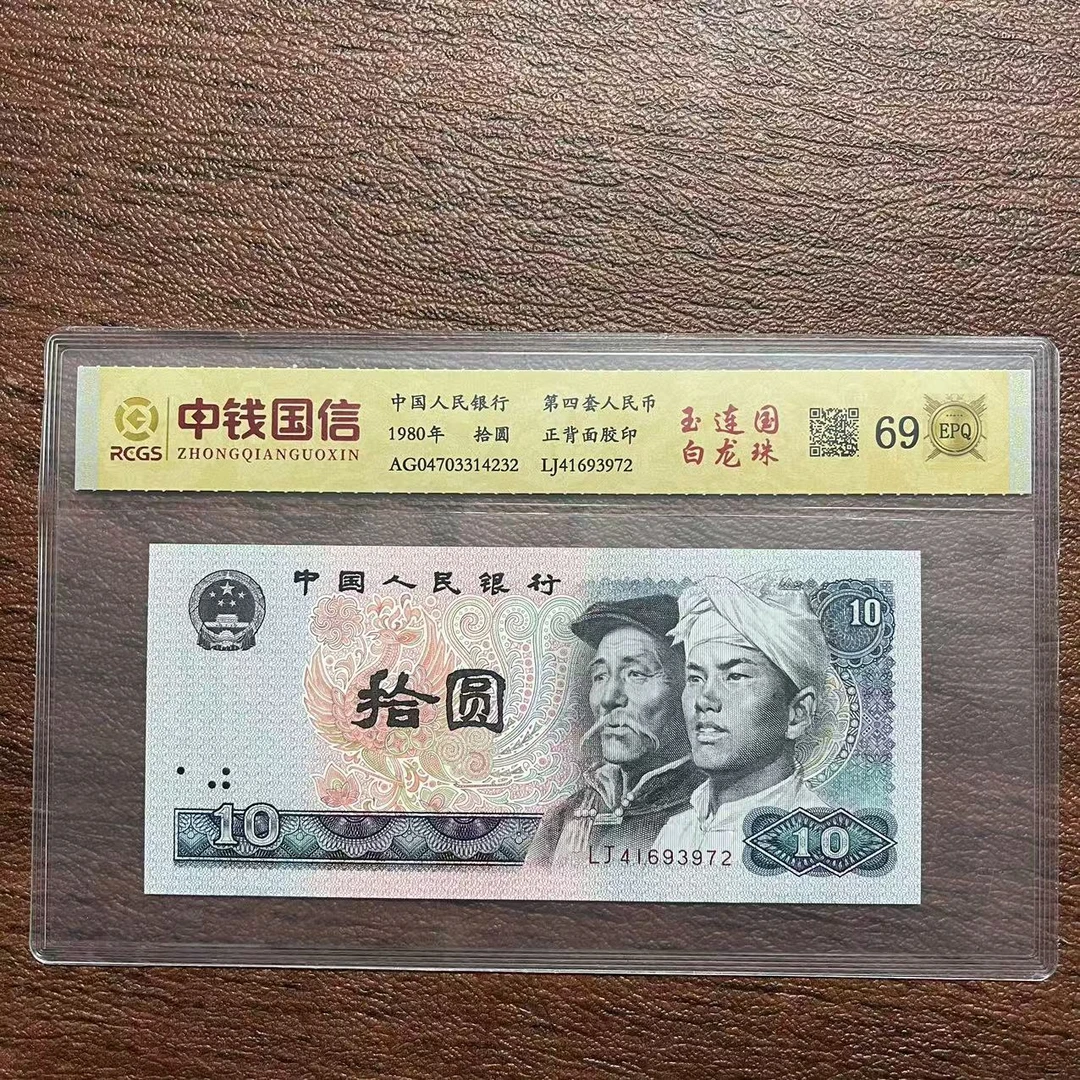 RCGS
中钱国信
ZHONGQIANGUOXIN
中国人民银行 第四套人民币
1980年 拾圆 正背面胶印
AG04703314232 LJ41693972
玉连国
白龙珠
69
EPQ
中国人民银行
10
拾圆
10
LJ41693972
10